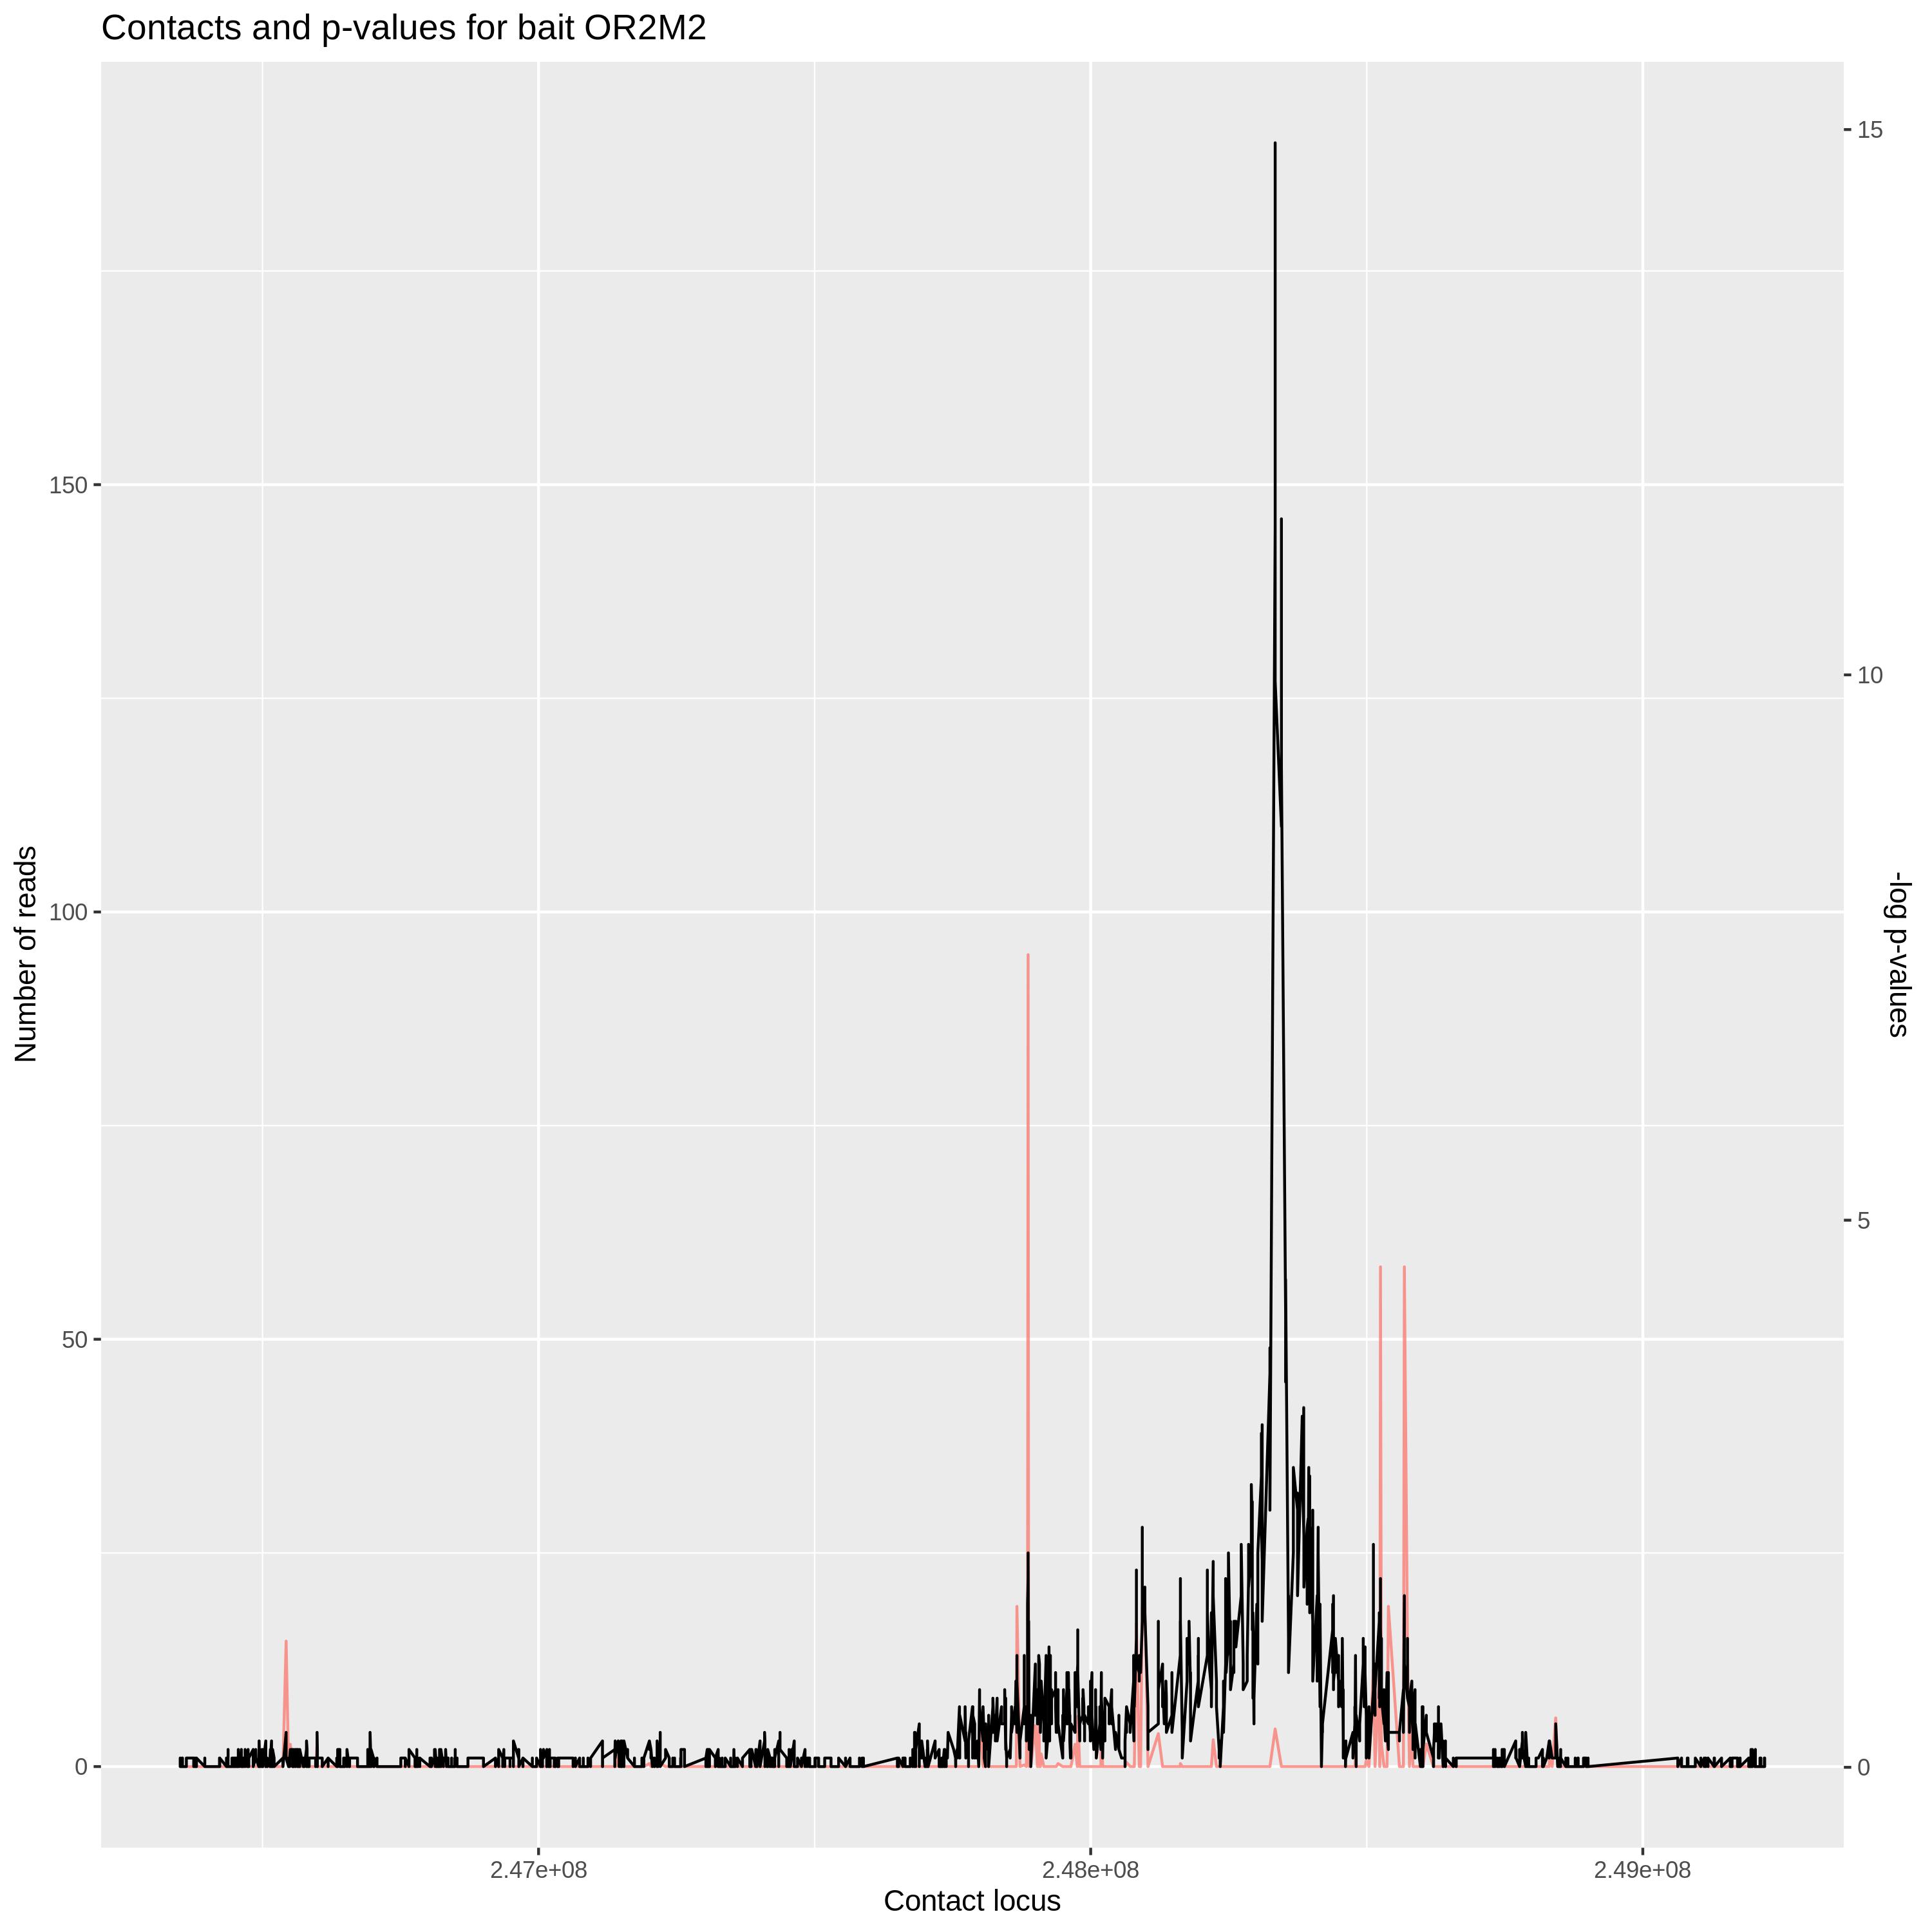 Contacts and p-values for bait OR2M2
15
150
10
100
Number of reads
-log p-values
5
50
0
0
2.47e+08
2.48e+08
2.49e+08
Contact locus